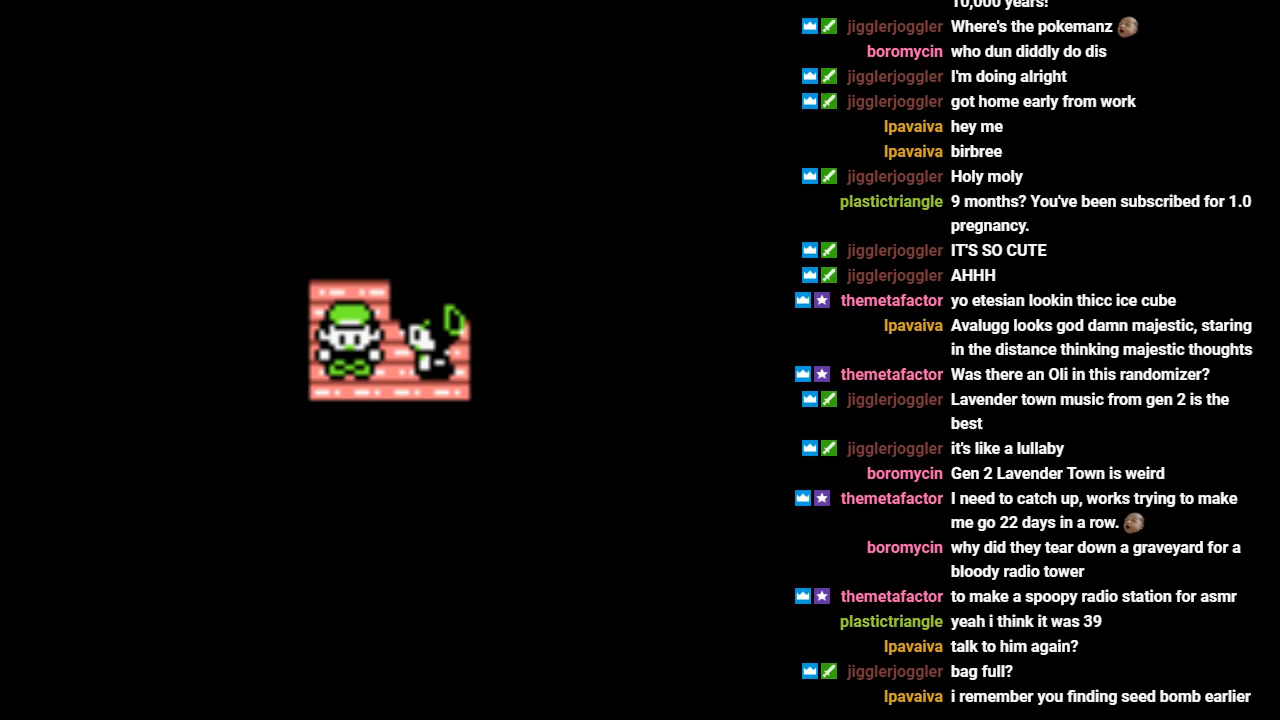 10,000 years!
jigglerjoggler Where's the pokemanz
boromycin who dun diddly do dis
jigglerjoggler I'm doing alright
jigglerjoggler got home early from work
lpavaiva hey me
lpavaiva birbree
jigglerjoggler Holy moly
plastictriangle 9 months? You've been subscribed for 1.0
pregnancy.
jigglerjoggler IT'S SO CUTE
jigglerjoggler AHHH
themetafactor yo etesian lookin thicc ice cube
lpavaiva Avalugg looks god damn majestic, staring
in the distance thinking majestic thoughts
themetafactor Was there an Oli in this randomizer?
jigglerjoggler Lavender town music from gen 2 is the
best
jigglerjoggler it's like a lullaby
boromycin Gen 2 Lavender Town is weird
themetafactor I need to catch up, works trying to make
me go 22 days in a row.
boromycin why did they tear down a graveyard for a
bloody radio tower
themetafactor to make a spoopy radio station for asmr
plastictriangle yeah i think it was 39
lpavaiva talk to him again?
jigglerjoggler bag full?
lpavaiva i remember you finding seed bomb earlier